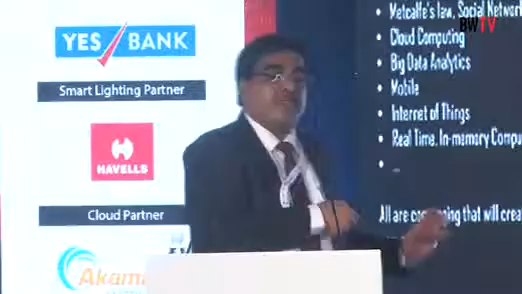 YES BANK
Smart Lighting Partner
HAVELLS
Cloud Partner
Akam
BWTV
• Metcalfe's law, Social Networ
• Cloud Computing
• Big Data Analytics
• Mobile
• Internet of Things
• Real Time, In-memory Compu
•
All are that will crea